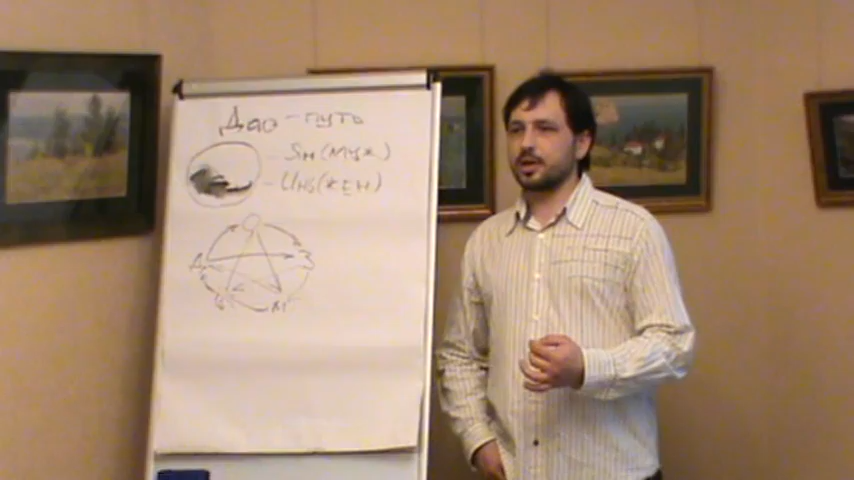 Дао - путь
- Ян (муж)
- Инь (жен)
О
Д З
В М